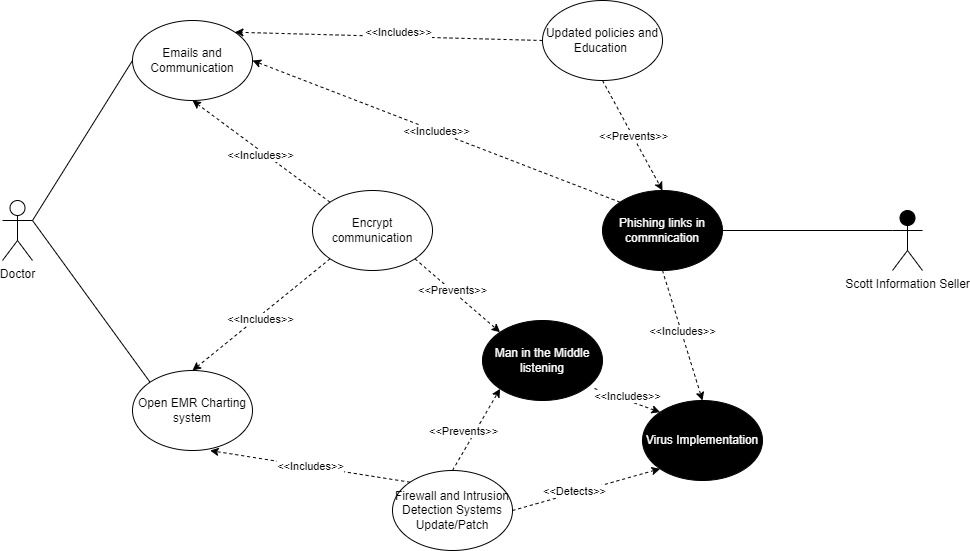 <<Includes>>
Updated policies and
Education
Emails and
Communication
<<Includes>>
<<Prevents>>
<<Includes>>
Encrypt
communication
Phishing links in
commnication
Doctor
Scott Information Seller
<<Prevents>>
<<Includes>>
<<Includes>>
Man in the Middle
listening
<<Includes>>
Open EMR Charting
system
<<Prevents>>
Virus Implementation
<<Includes>>
<<Detects>>
Firewall and Intrusion
Detection Systems
Update/Patch